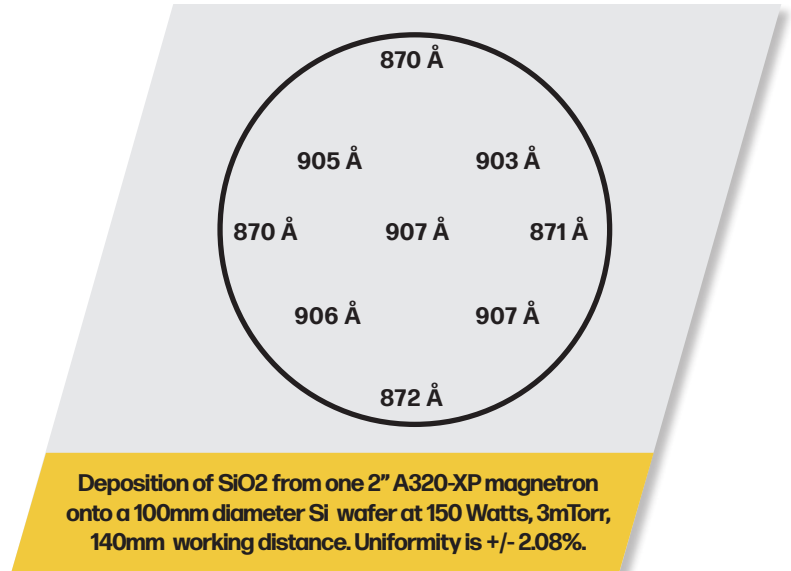 870 Å
905 Å 903 Å
870 Å 907 Å 871 Å
906 Å 907 Å
872 Å
Deposition of SiO2 from one 2” A320-XP magnetron
onto a 100mm diameter Si wafer at 150 Watts, 3mTorr,
140mm working distance. Uniformity is +/- 2.08%.